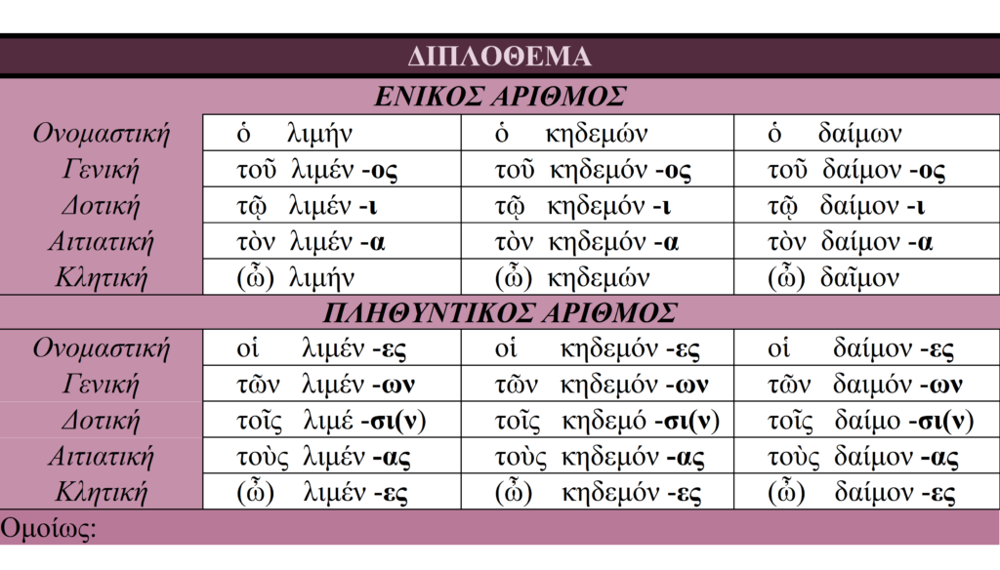 ΔΙΠΛΟΘΕΜΑ
ΕΝΙΚΟΣ ΑΡΙΘΜΟΣ
Ονομαστική ὁ λιμήν ὁ κηδεμών ὁ δαίμων
Γενική τοῦ λιμέν -ος τοῦ κηδεμόν -ος τοῦ δαίμον -ος
Δοτική τῷ λιμέν -ι τῷ κηδεμόν -ι τῷ δαίμον -ι
Αιτιατική τὸν λιμέν -α τὸν κηδεμόν -α τὸν δαίμον -α
Κλητική (ὦ) λιμήν (ὦ) κηδεμών (ὦ) δαῖμον
ΠΛΗΘΥΝΤΙΚΟΣ ΑΡΙΘΜΟΣ
Ονομαστική οἱ λιμέν -ες οἱ κηδεμόν -ες οἱ δαίμον -ες
Γενική τῶν λιμέν -ων τῶν κηδεμόν -ων τῶν δαιμόν -ων
Δοτική τοῖς λιμέ -σι(ν) τοῖς κηδεμό -σι(ν) τοῖς δαίμο -σι(ν)
Αιτιατική τοὺς λιμέν -ας τοὺς κηδεμόν -ας τοὺς δαίμον -ας
Κλητική (ὦ) λιμέν -ες (ὦ) κηδεμόν -ες (ὦ) δαίμον -ες
Ομοίως: